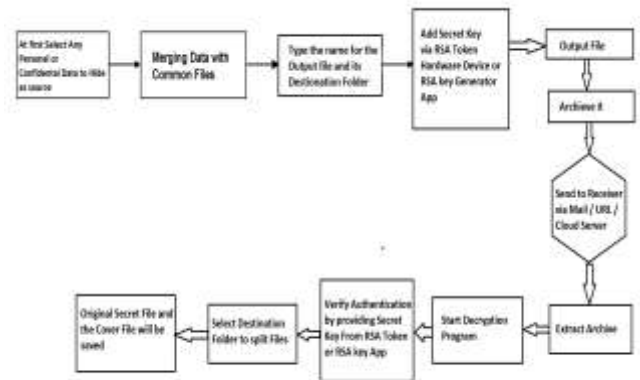 At first Select Any
Personal or
Confidental Data to Hide
as source
Merging Data with
Common Files
Type the name for the
Output file and its
Destionation Folder
Add Secret Key
via RSA Token
Hardware Device or
RSA key Generator
App
Output File
Archieve it
Send to Receiver
via Mail / URL /
Cloud Server
Extract Archive
Start Decryption
Program
Verify Authentication
by providing Secret
Key From RSA Token
or RSA key App
Select Destination
Folder to split Files
Original Secret File and
the Cover File will be
saved